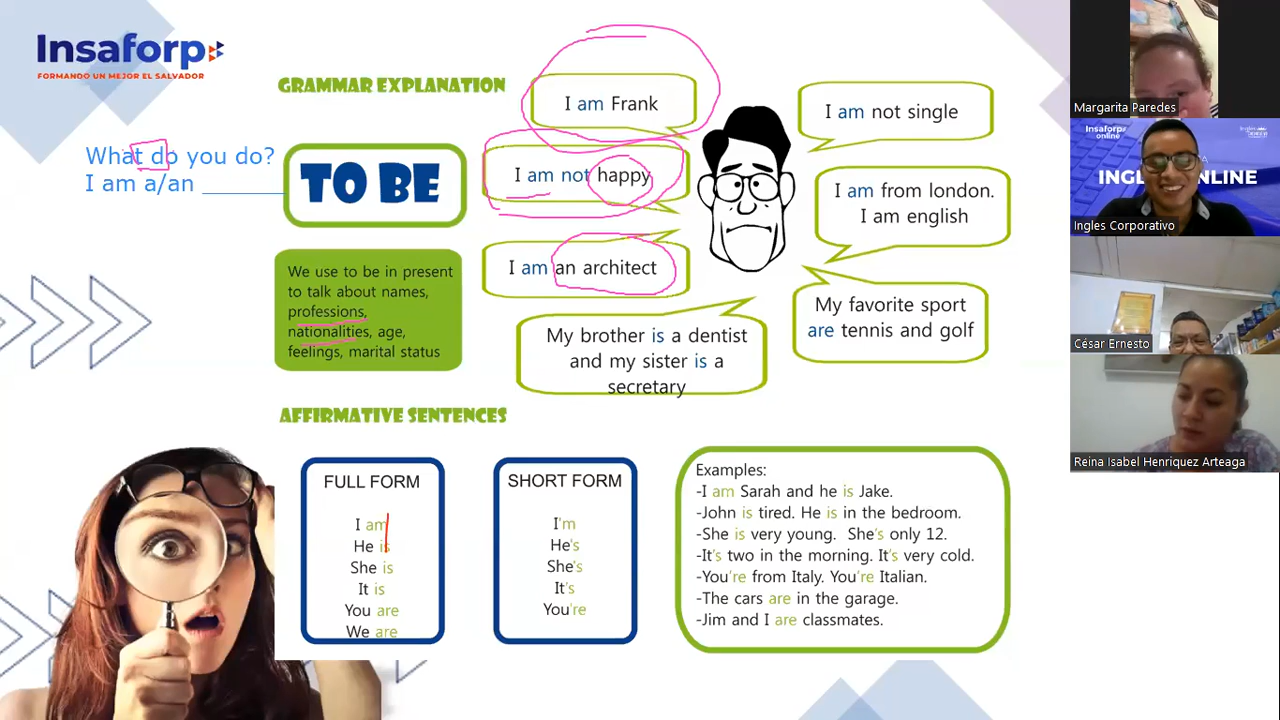 Insaforp
FORMANDO UN MEJOR EL SALVADOR
GRAMMAR EXPLANATION
What do you do?
I am a/an ________
TO BE
We use to be in present
to talk about names,
professions,
nationalities, age,
feelings, marital status
I am Frank
I am not happy
I am an architect
My brother is a dentist
and my sister is a
secretary
I am not single
I am from london.
I am english
My favorite sport
are tennis and golf
AFFIRMATIVE SENTENCES
FULL FORM
I am
He is
She is
It is
You are
We are
SHORT FORM
I'm
He's
She's
It's
You're
Examples:
-I am Sarah and he is Jake.
-John is tired. He is in the bedroom.
-She is very young. She's only 12.
-It's two in the morning. It's very cold.
-You're from Italy. You're Italian.
-The cars are in the garage.
-Jim and I are classmates.
Margarita Paredes
Insaforp
online
INGL ONLINE
Ingles Corporativo
César Ernesto
Reina Isabel Henriquez Arteaga